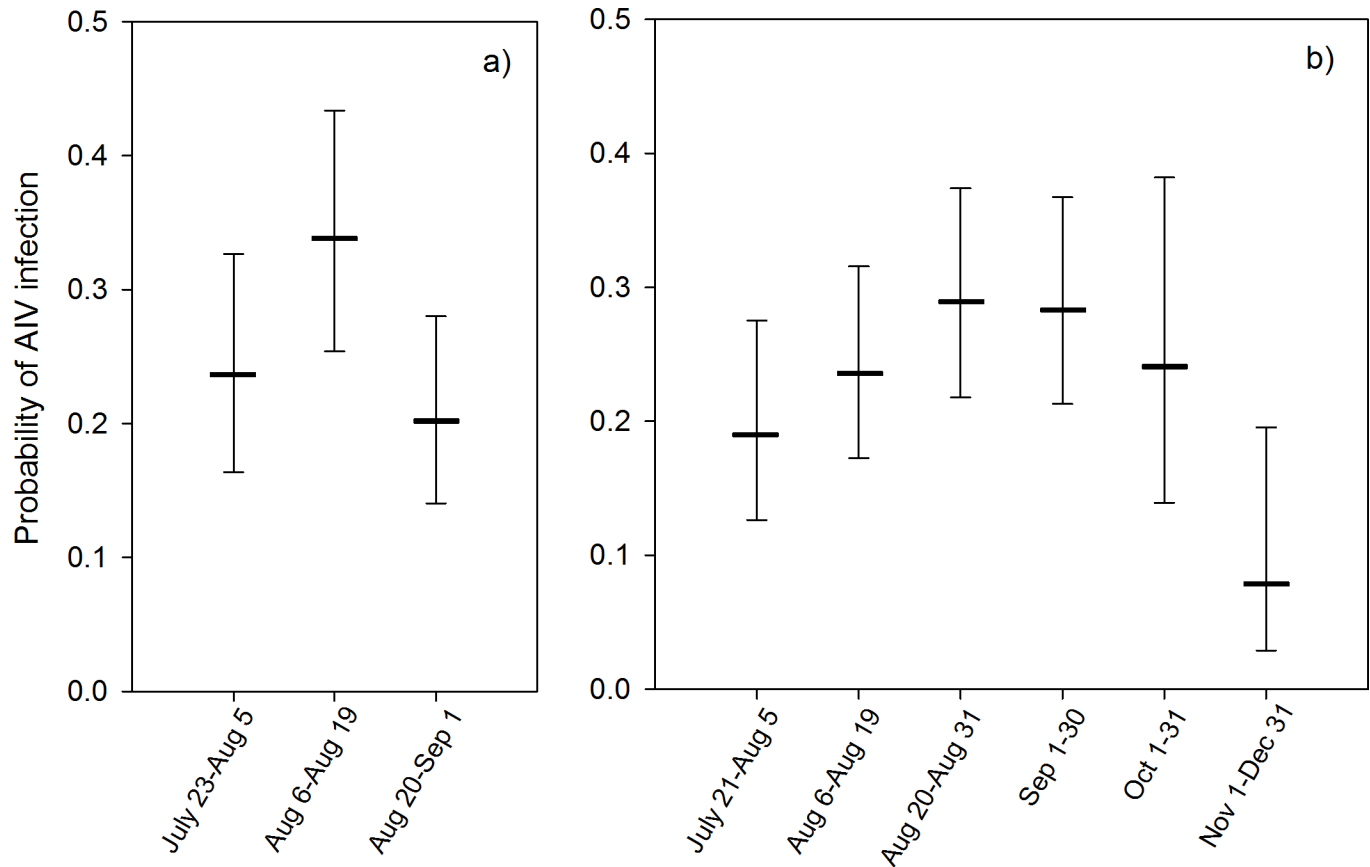 a)
0.5
0.4
0.3
0.2
0.1
0.0
Probability of AIV infection
July 23-Aug 5
Aug 6-Aug 19
Aug 20-Sep 1
b)
0.5
0.4
0.3
0.2
0.1
0.0
July 21-Aug 5
Aug 6-Aug 19
Aug 20-Aug 31
Sep 1-30
Oct 1-31
Nov 1-Dec 31